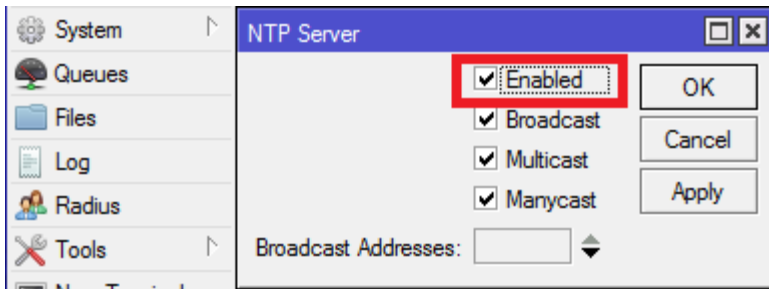 System
Queues
Files
Log
Radius
Tools
NTP Server
Enabled
Broadcast
Multicast
Manycast
Broadcast Addresses:
OK
Cancel
Apply